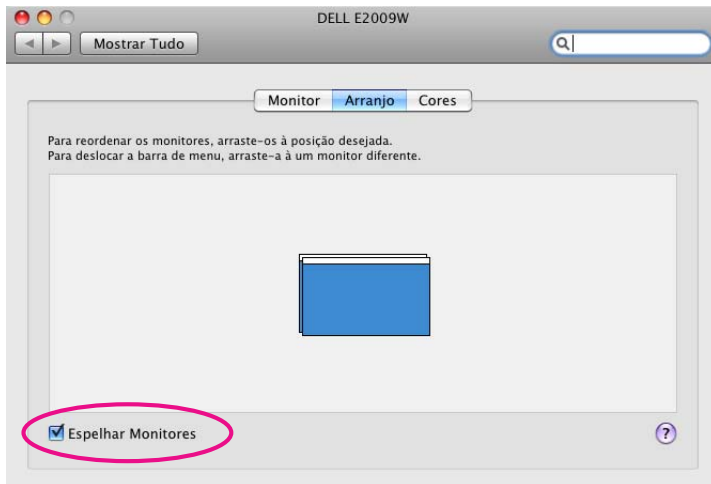 DELL E2009W
Mostrar Tudo
Monitor Arranjo Cores
Para reordenar os monitores, arraste-os à posição desejada.
Para deslocar a barra de menu, arraste-a à um monitor diferente.
Espelhar Monitores
?